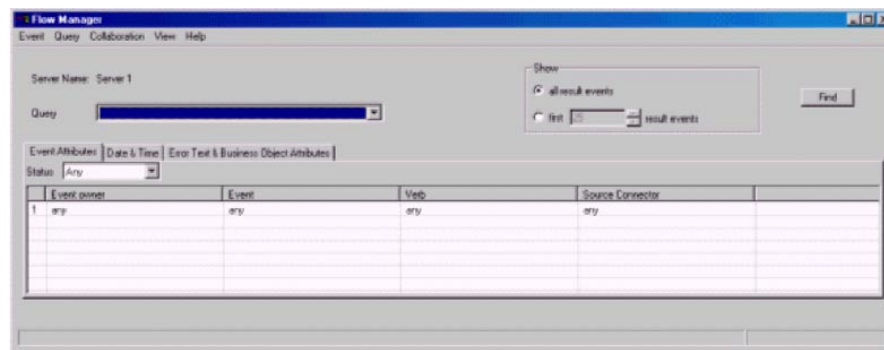 Flow Manager
Event Query Collaboration View Help
Server Name: Server 1
Query
Show
all result events
first 25 result events
Find
Event Attributes Date & Time Error Text & Business Object Attributes
Status Any
Event owner Event Verb Source Connector
1 any any any any